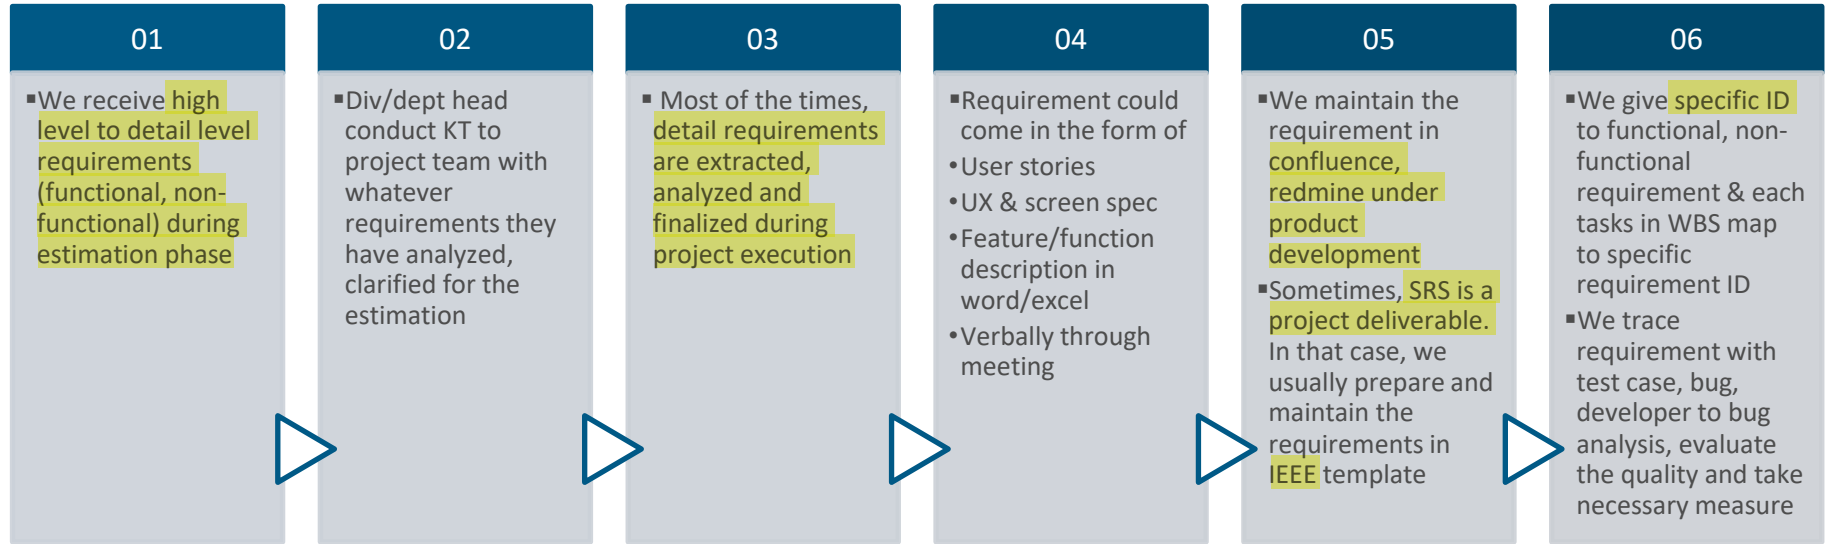 01
▪We receive high
level to detail level
requirements
(functional, non-
functional) during
estimation phase
02
▪Div/dept head
conduct KT to
project team with
whatever
requirements they
have analyzed,
clarified for the
estimation
03
▪ Most of the times,
detail requirements
are extracted,
analyzed and
finalized during
project execution
04
▪Requirement could
come in the form of
•User stories
•UX & screen spec
•Feature/function
description in
word/excel
•Verbally through
meeting
05
▪We maintain the
requirement in
confluence,
redmine under
product
development
▪Sometimes, SRS is a
project deliverable.
In that case, we
usually prepare and
maintain the
requirements in
IEEE template
06
▪We give specific ID
to functional, non-
functional
requirement & each
tasks in WBS map
to specific
requirement ID
▪We trace
requirement with
test case, bug,
developer to bug
analysis, evaluate
the quality and take
necessary measure